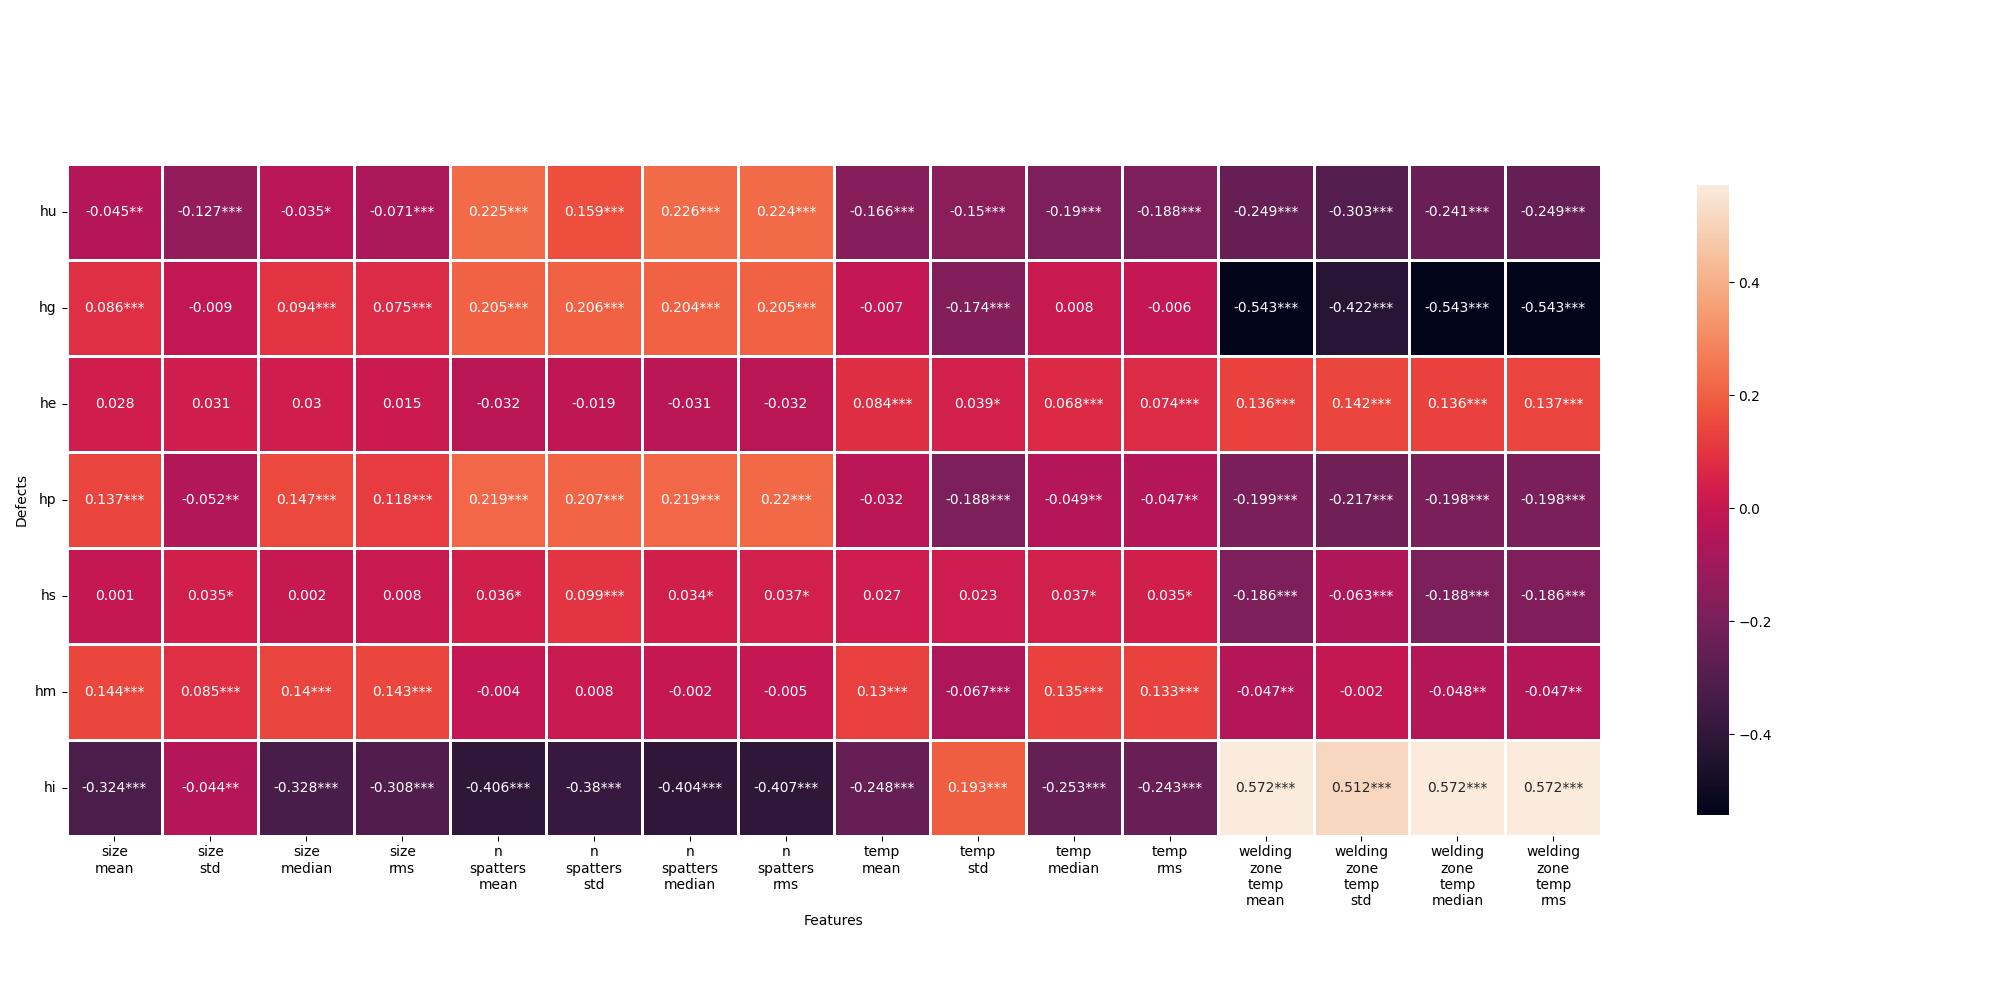 hu -0.045** -0.127*** -0.035* -0.071*** 0.225*** 0.159*** 0.226*** 0.224*** -0.166*** -0.15*** -0.19*** -0.188*** -0.249*** -0.303*** -0.241*** -0.249***
hg 0.086*** -0.009 0.094*** 0.075*** 0.205*** 0.206*** 0.204*** 0.205*** -0.007 -0.174*** 0.008 -0.006 -0.543*** -0.422*** -0.543*** -0.543***
he 0.028 0.031 0.03 0.015 -0.032 -0.019 -0.031 -0.032 0.084*** 0.039* 0.068*** 0.074*** 0.136*** 0.142*** 0.136*** 0.137***
hp 0.137*** -0.052** 0.147*** 0.118*** 0.219*** 0.207*** 0.219*** 0.22*** -0.032 -0.188*** -0.049** -0.047** -0.199*** -0.217*** -0.198*** -0.198***
hs 0.001 0.035* 0.002 0.008 0.036* 0.099*** 0.034* 0.037* 0.027 0.023 0.037* 0.035* -0.186*** -0.063*** -0.188*** -0.186***
hm 0.144*** 0.085*** 0.14*** 0.143*** -0.004 0.008 -0.002 -0.005 0.13*** -0.067*** 0.135*** 0.133*** -0.047** -0.002 -0.048** -0.047**
hi -0.324*** -0.044** -0.328*** -0.308*** -0.406*** -0.38*** -0.404*** -0.407*** -0.248*** 0.193*** -0.253*** -0.243*** 0.572*** 0.512*** 0.572*** 0.572***
Defects
size size size size n n n n temp temp temp temp welding welding welding welding
mean std median rms spatters spatters spatters spatters mean std median rms zone zone zone zone
mean std median rms temp temp temp temp
mean std median rms
Features
0.4
0.2
0.0
−0.2
−0.4